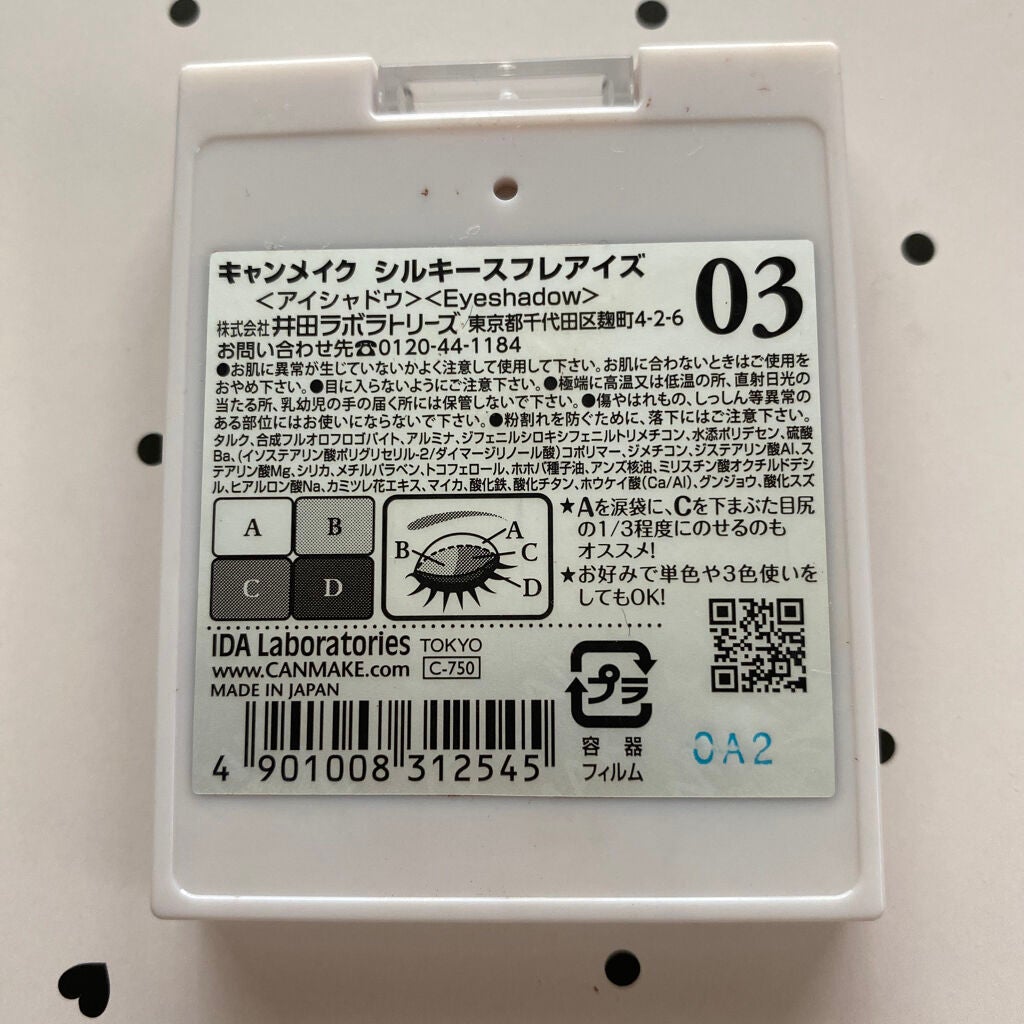 キャンメイク シルキースフレアイズ
03
<アイシャドウ><Eyeshadow>
株式会社 井田ラボラトリーズ 東京都千代田区麹町4-2-6
お問い合わせ先☎0120-44-1184
●お肌に異常が生じていないかよく注意して使用して下さい。お肌に合わないときはご使用を
おやめ下さい。●目に入らないようにご注意下さい。●極端に高温又は低温の所、直射日光の
当たる所、乳幼児の手の届く所には保管しないで下さい。●傷やはれもの、しっしん等異常の
ある部位にはお使いにならないで下さい。●粉割れを防ぐために、落下にはご注意下さい。
タルク、合成フルオロフロゴパイト、アルミナ、ジフェニルシロキシフェニルトリメチコン、水添ポリデセン、硫酸
Ba、(イソステアリン酸ポリグリセリル-2/ダイマージリノール酸)コポリマー、ジメチコン、ジステアリン酸Al、ス
テアリン酸Mg、シリカ、メチルパラベン、トコフェロール、ホホバ種子油、アンズ核油、ミリスチン酸オクチルドデシ
ル、ヒアルロン酸Na、カミツレ花エキス、マイカ、酸化鉄、酸化チタン、ホウケイ酸(Ca/Al)、グンジョウ、酸化スズ
A B
C D
A
B C
D
★Aを涙袋に、Cを下まぶた目尻
の1/3程度にのせるのも
オススメ!
★お好みで単色や3色使いを
してもOK!
IDA Laboratories TOKYO
www.CANMAKE.com C-750
MADE IN JAPAN
4 901008 312545
プラ
容器
フィルム
0A2